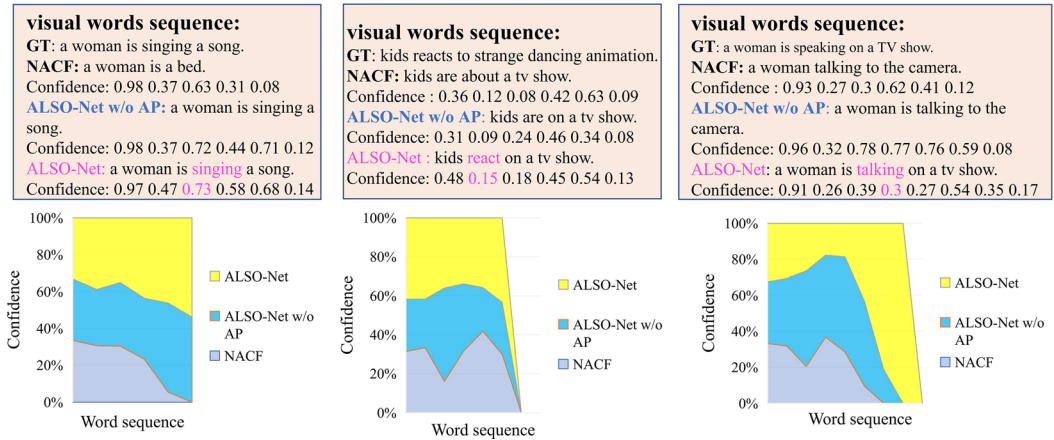 visual words sequence:
GT: a woman is singing a song.
NACF: a woman is a bed.
Confidence: 0.98 0.37 0.63 0.31 0.08
ALSO-Net w/o AP: a woman is singing a
song.
Confidence: 0.98 0.37 0.72 0.44 0.71 0.12
ALSO-Net: a woman is singing a song.
Confidence: 0.97 0.47 0.73 0.58 0.68 0.14
visual words sequence:
GT: kids reacts to strange dancing animation.
NACF: kids are about a tv show.
Confidence : 0.36 0.12 0.08 0.42 0.63 0.09
ALSO-Net w/o AP: kids are on a tv show.
Confidence: 0.31 0.09 0.24 0.46 0.34 0.08
ALSO-Net : kids react on a tv show.
Confidence: 0.48 0.15 0.18 0.45 0.54 0.13
visual words sequence:
GT: a woman is speaking on a TV show.
NACF: a woman talking to the camera.
Confidence : 0.93 0.27 0.3 0.62 0.41 0.12
ALSO-Net w/o AP: a woman is talking to the
camera.
Confidence: 0.96 0.32 0.78 0.77 0.76 0.59 0.08
ALSO-Net: a woman is talking on a tv show.
Confidence: 0.91 0.26 0.39 0.3 0.27 0.54 0.35 0.17
100%
80%
60%
40%
20%
0%
Confidence
Word sequence
ALSO-Net
ALSO-Net w/o
AP
NACF
100%
80%
60%
40%
20%
0%
Confidence
Word sequence
ALSO-Net
ALSO-Net w/o
AP
NACF
100%
80%
60%
40%
20%
0%
Confidence
Word sequence
ALSO-Net
ALSO-Net w/o
AP
NACF